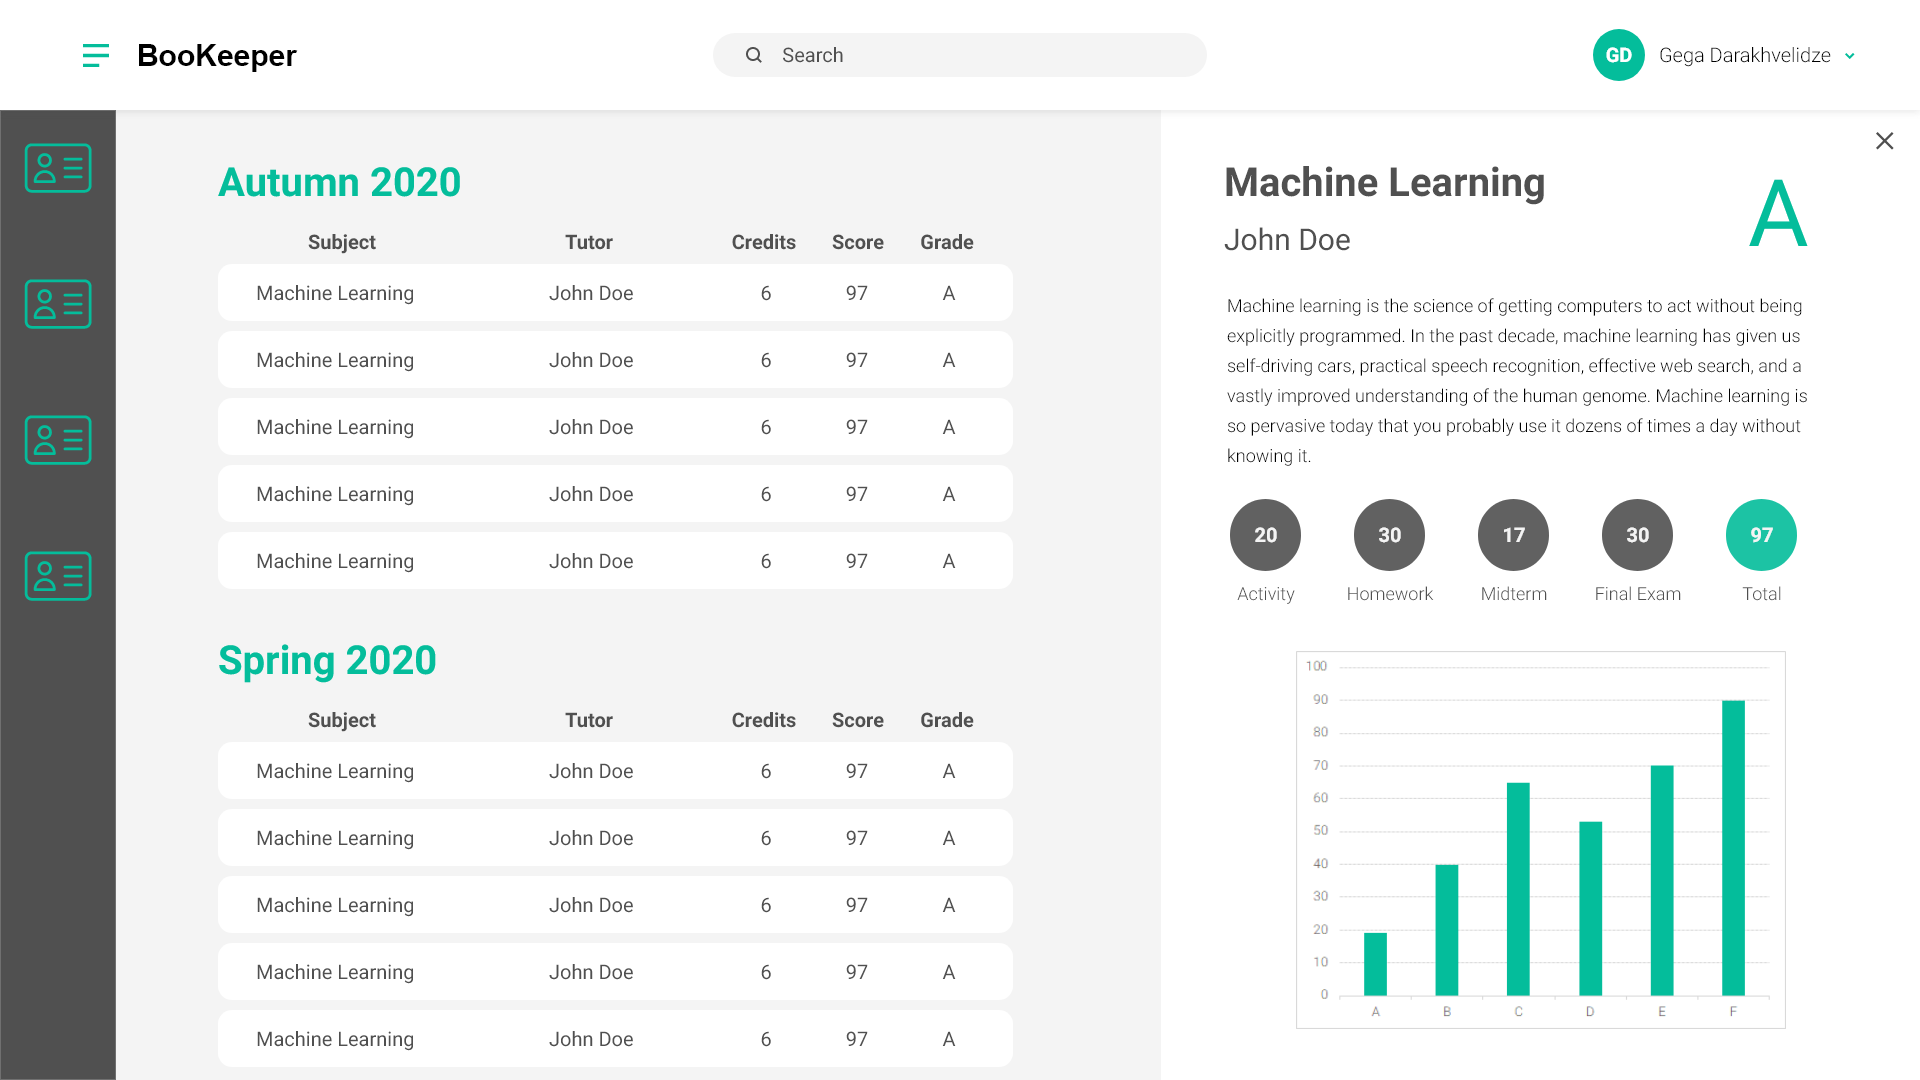 BooKeeper
Search
GD
Gega Darakhvelidze
Autumn 2020
Subject Tutor Credits Score Grade
Machine Learning John Doe 6 97 A
Machine Learning John Doe 6 97 A
Machine Learning John Doe 6 97 A
Machine Learning John Doe 6 97 A
Machine Learning John Doe 6 97 A
Spring 2020
Subject Tutor Credits Score Grade
Machine Learning John Doe 6 97 A
Machine Learning John Doe 6 97 A
Machine Learning John Doe 6 97 A
Machine Learning John Doe 6 97 A
Machine Learning John Doe 6 97 A
Machine Learning
A
John Doe
Machine learning is the science of getting computers to act without being
explicitly programmed. In the past decade, machine learning has given us
self-driving cars, practical speech recognition, effective web search, and a
vastly improved understanding of the human genome. Machine learning is
so pervasive today that you probably use it dozens of times a day without
knowing it.
20 30 17 30 97
Activity Homework Midterm Final Exam Total
100
90
80
70
60
50
40
30
20
10
0
A B C D E F